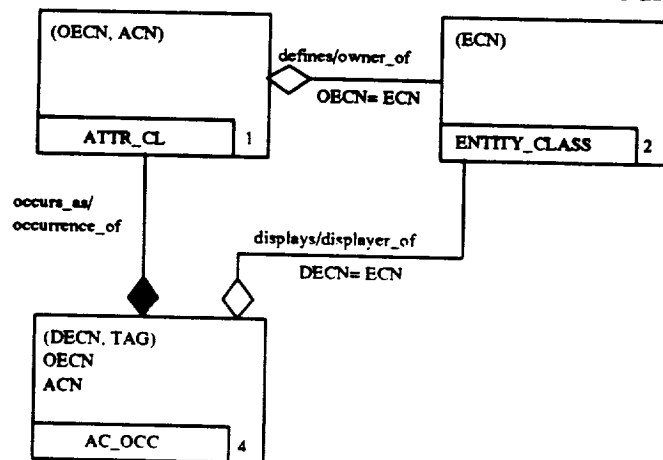 (OECN, ACN)
ATTR_CL
1
defines/owner_of
OECN= ECN
(ECN)
ENTITY_CLASS
2
occurs_as/
occurrence_of
displays/displayer_of
DECN= ECN
(DECN, TAG)
OECN
ACN
AC_OCC
4